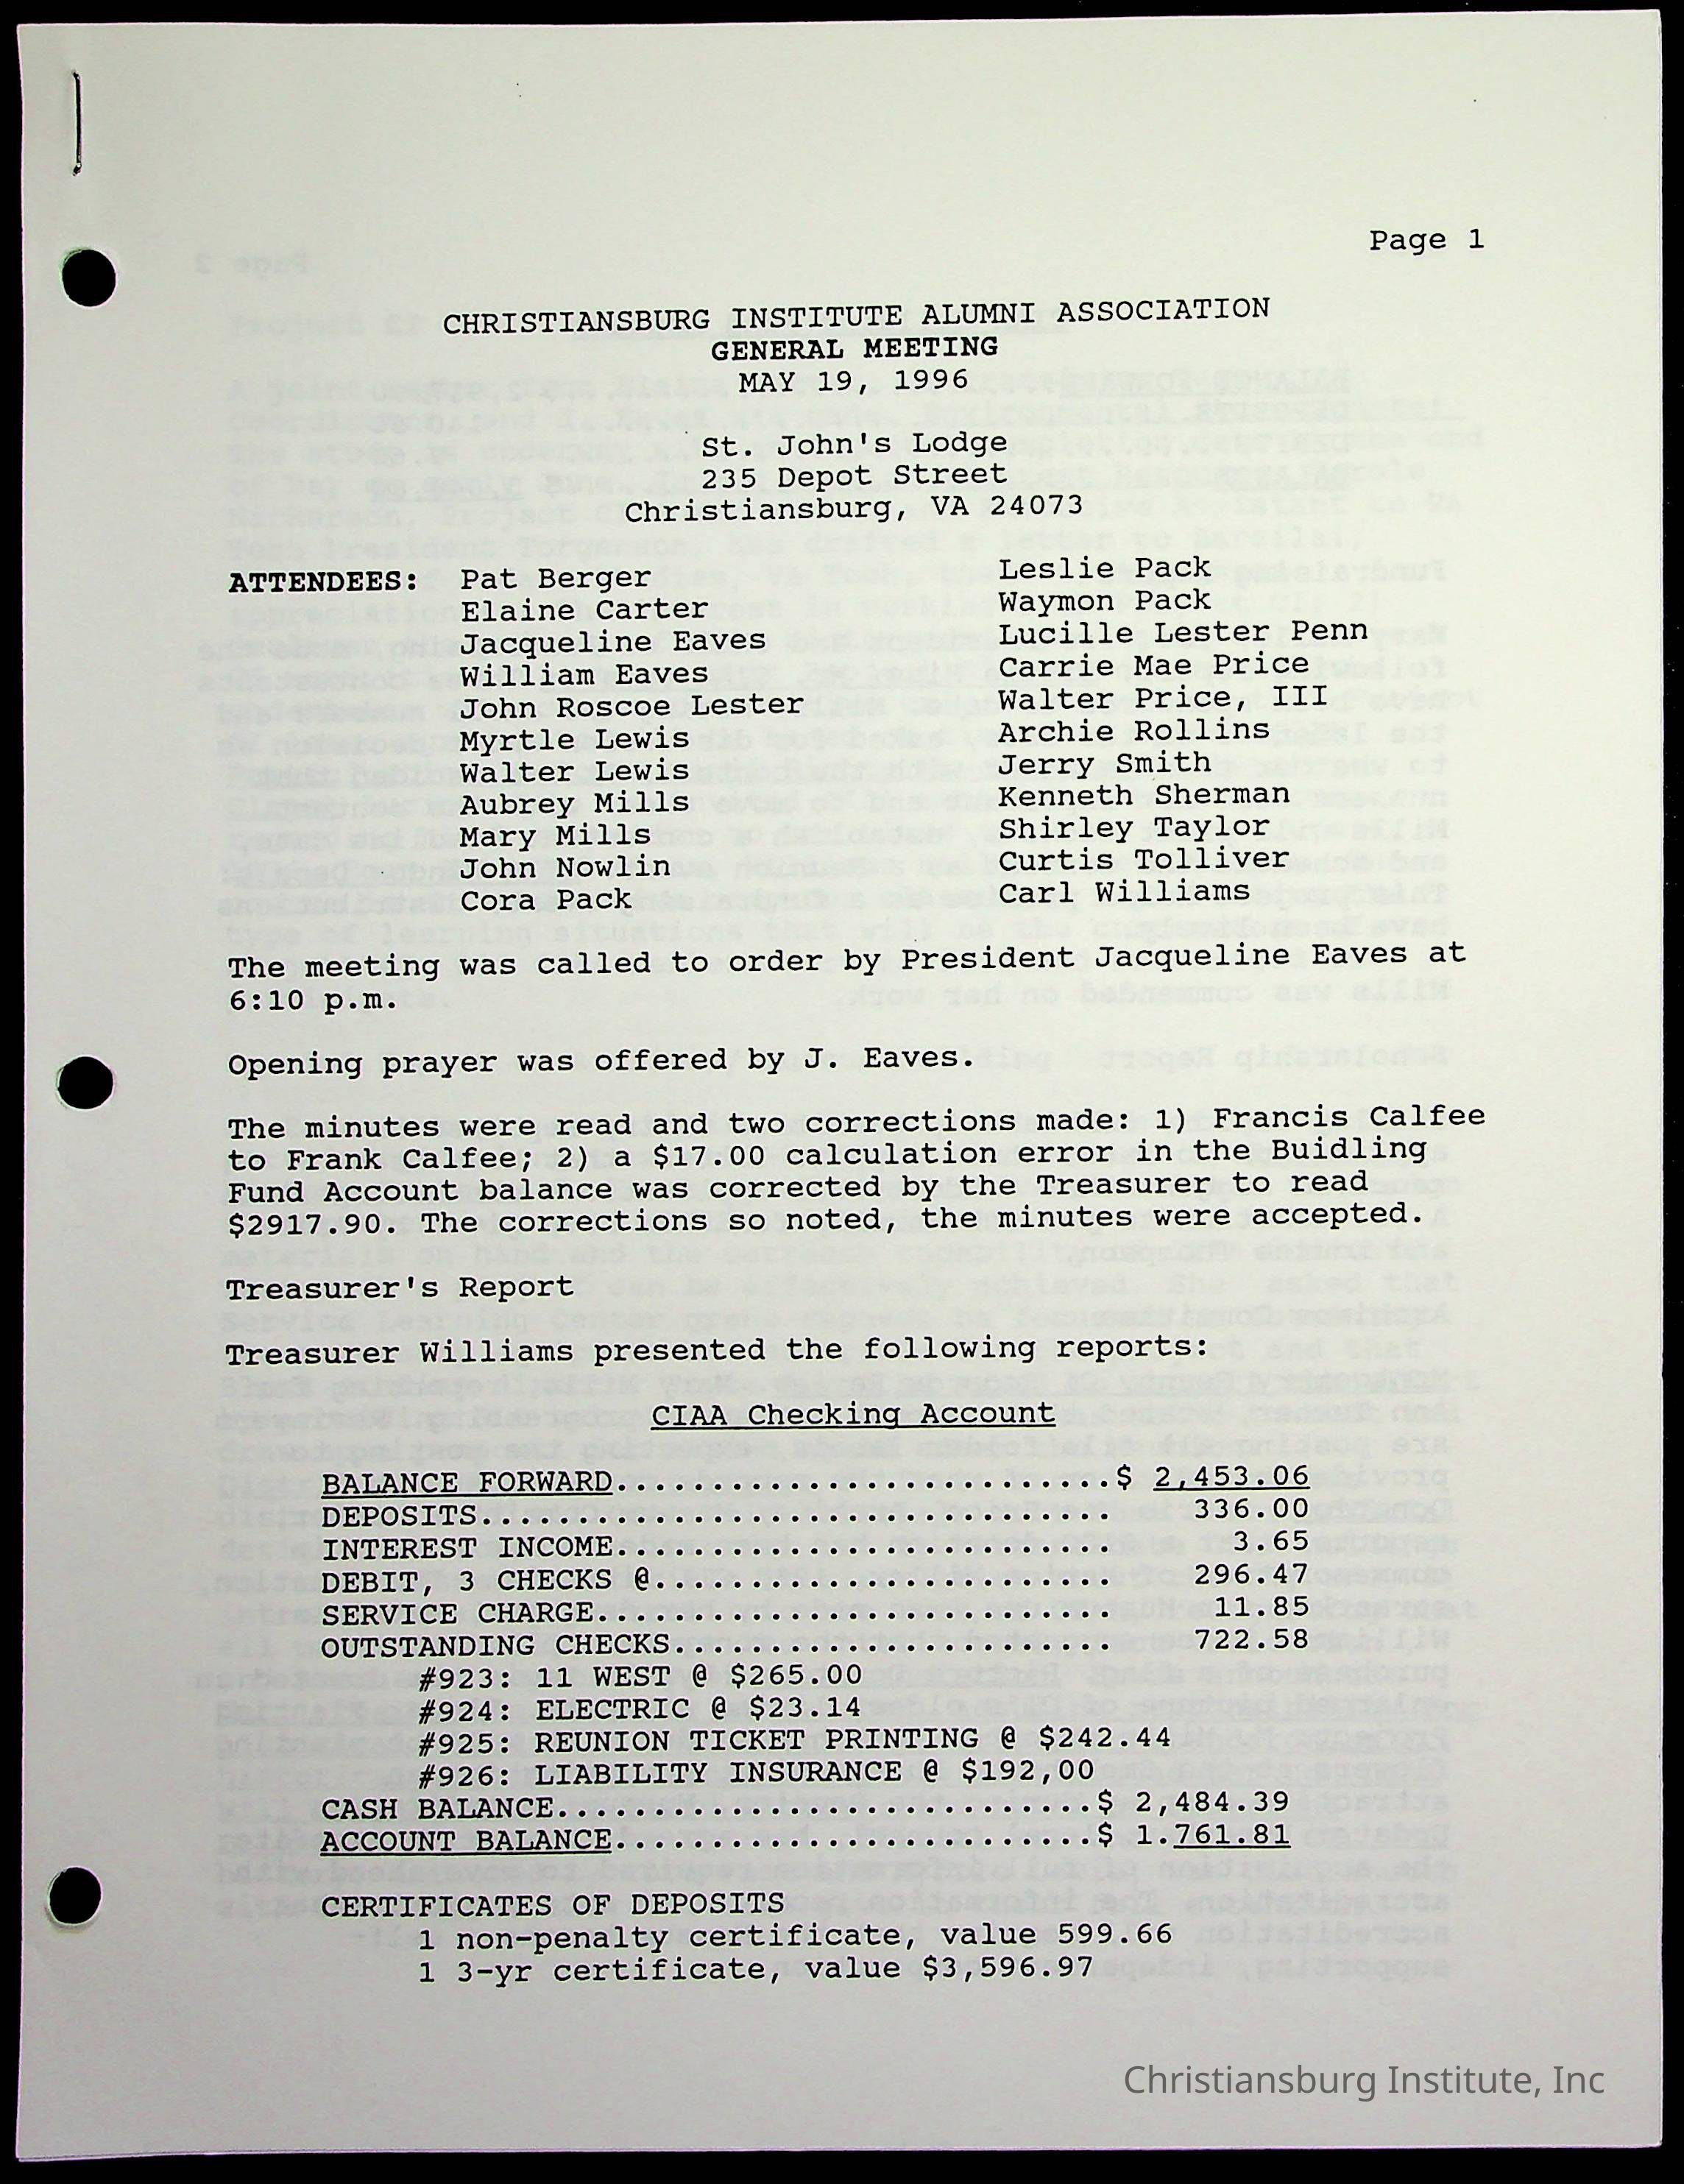 Page 1
CHRISTIANSBURG INSTITUTE ALUMNI ASSOCIATION
GENERAL MEETING
MAY 19, 1996
St. John's Lodge
235 Depot Street
Christiansburg, VA 24073
ATTENDEES: Pat Berger Leslie Pack
Elaine Carter Waymon Pack
Jacqueline Eaves Lucille Lester Penn
William Eaves Carrie Mae Price
John Roscoe Lester Walter Price, III
Myrtle Lewis Archie Rollins
Walter Lewis Jerry Smith
Aubrey Mills Kenneth Sherman
Mary Mills Shirley Taylor
John Nowlin Curtis Tolliver
Cora Pack Carl Williams
The meeting was called to order by President Jacqueline Eaves at
6:10 p.m.
Opening prayer was offered by J. Eaves.
The minutes were read and two corrections made: 1) Francis Calfee
to Frank Calfee; 2) a $17.00 calculation error in the Buidling
Fund Account balance was corrected by the Treasurer to read
$2917.90. The corrections so noted, the minutes were accepted.
Treasurer's Report
Treasurer Williams presented the following reports:
CIAA Checking Account
BALANCE FORWARD..........................$ 2,453.06
DEPOSITS................................. 336.00
INTEREST INCOME.......................... 3.65
DEBIT, 3 CHECKS @........................ 296.47
SERVICE CHARGE........................... 11.85
OUTSTANDING CHECKS....................... 722.58
#923: 11 WEST @ $265.00
#924: ELECTRIC @ $23.14
#925: REUNION TICKET PRINTING @ $242.44
#926: LIABILITY INSURANCE @ $192,00
CASH BALANCE............................$ 2,484.39
ACCOUNT BALANCE.........................$ 1.761.81
CERTIFICATES OF DEPOSITS
1 non-penalty certificate, value 599.66
1 3-yr certificate, value $3,596.97
Christiansburg Institute, Inc